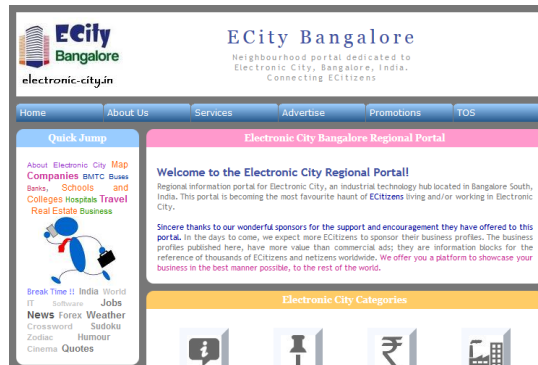 ECity
Bangalore
electronic-city.in
ECity Bangalore
Neighbourhood portal dedicated to
Electronic City, Bangalore, India.
Connecting ECitizens
Home About Us Services Advertise Promotions TOS
Quick Jump
About Electronic City Map
Companies BMTC Buses
Banks, Schools and
Colleges Hospitals Travel
Real Estate Business
Break Time !! India World
IT Software Jobs
News Forex Weather
Crossword Sudoku
Zodiac Humour
Cinema Quotes
Electronic City Bangalore Regional Portal
Welcome to the Electronic City Regional Portal!
Regional information portal for Electronic City, an industrial technology hub located in Bangalore South,
India. This portal is becoming the most favourite haunt of ECitizens living and/or working in Electronic
City.
Sincere thanks to our wonderful sponsors for the support and encouragement they have offered to this
portal. In the days to come, we expect more ECitizens to sponsor their business profiles. The business
profiles published here, have more value than commercial ads; they are information blocks for the
reference of thousands of ECitizens and netizens worldwide. We offer you a platform to showcase your
business in the best manner possible, to the rest of the world.
Electronic City Categories